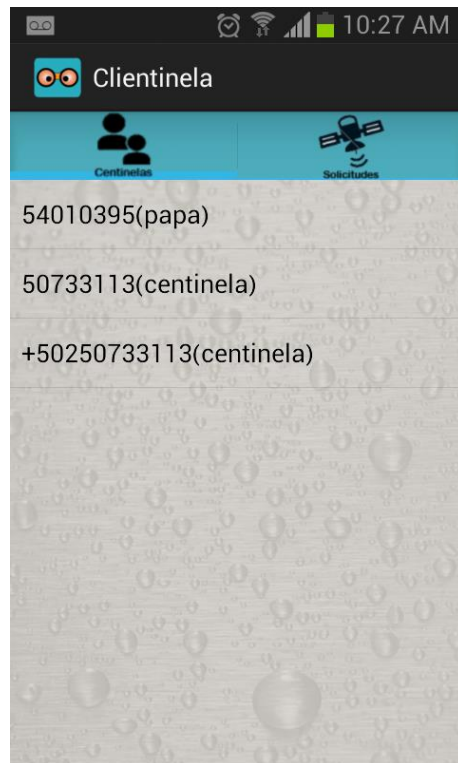 10:27 AM
Clientinela
Centinelas
Solicitudes
54010395(papa)
50733113(centinela)
+50250733113(centinela)